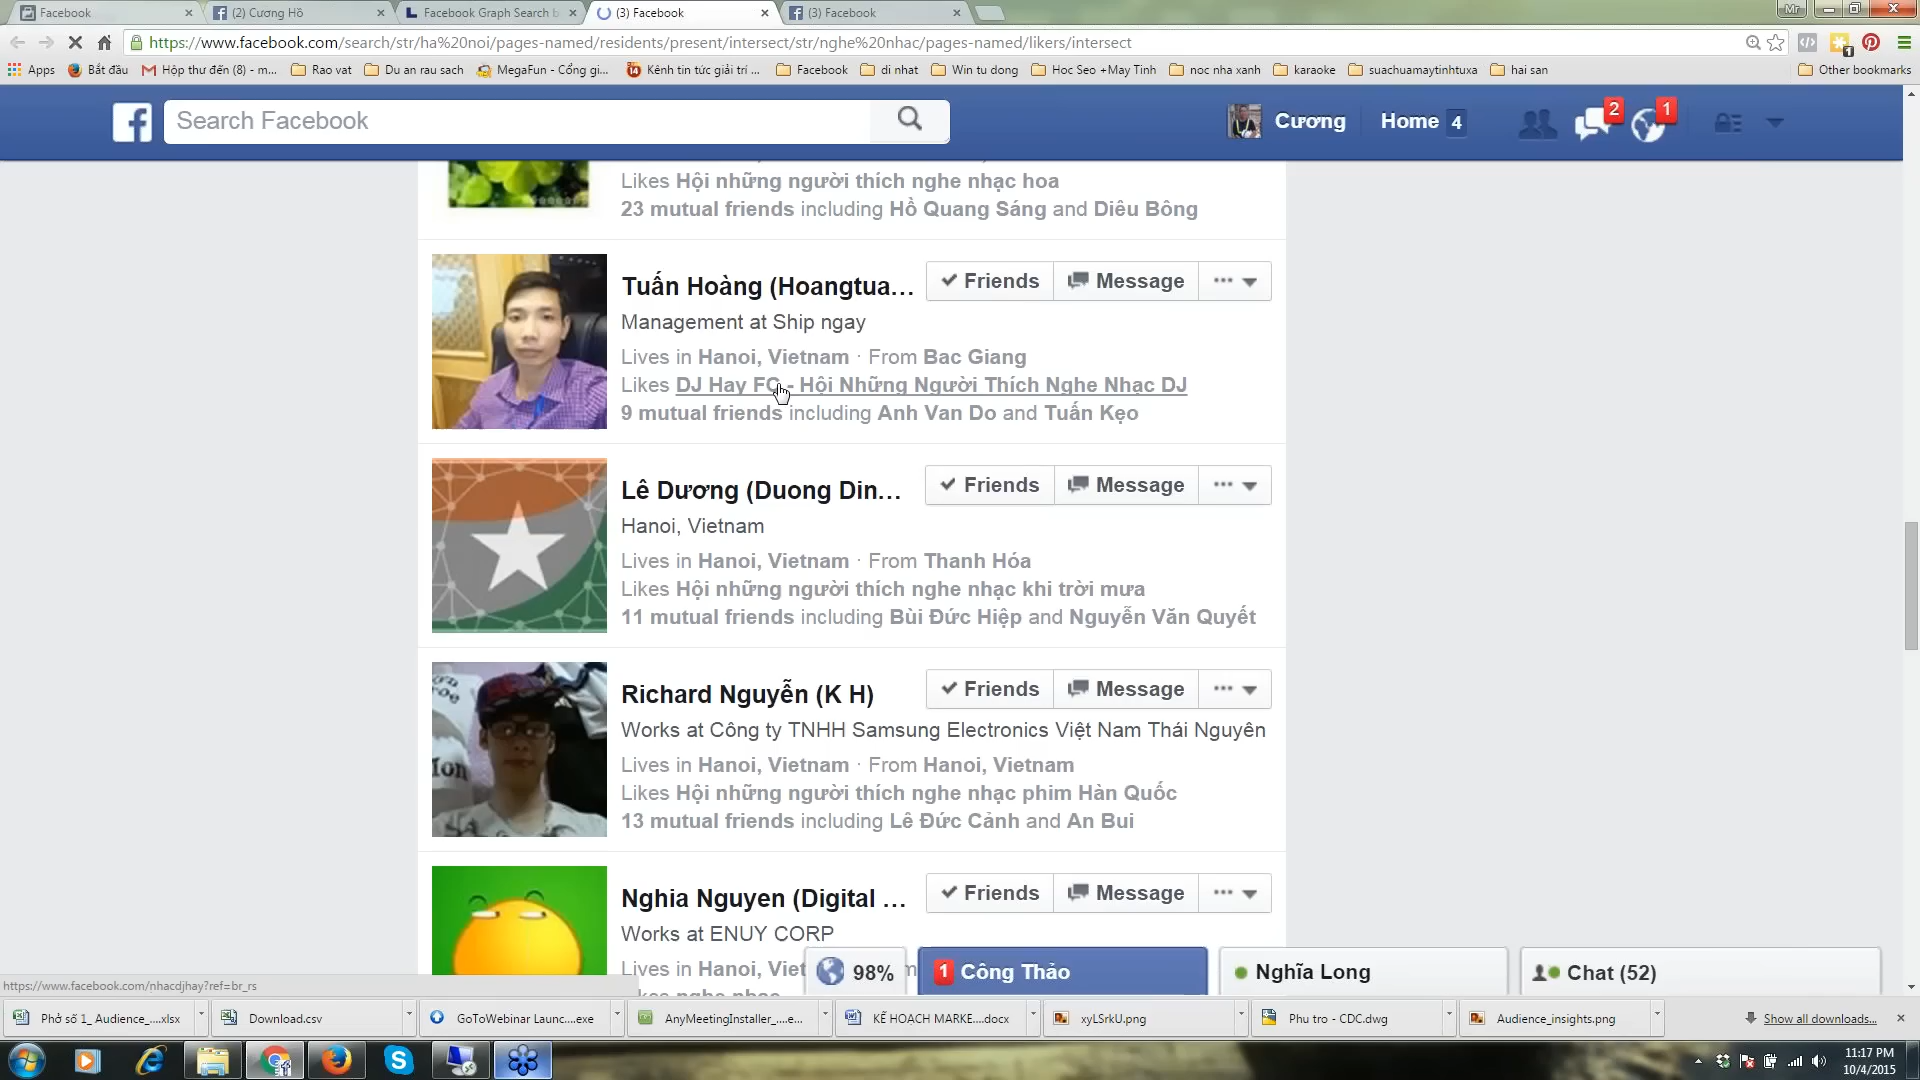 Facebook
(2) Cương Hồ
Facebook Graph Search b
(3) Facebook
(3) Facebook
Mr
https://www.facebook.com/search/str/ha%20noi/pages-named/residents/present/intersect/str/nghe%20nhac/pages-named/likers/intersect
1
Apps
Bắt đầu
Hộp thư đến (8) - m...
Rao vat
Du an rau sach
MegaFun - Cổng gi...
Kênh tin tức giải trí ...
Facebook
di nhat
Win tu dong
Hoc Seo +May Tinh
noc nha xanh
karaoke
suachuamaytinhtuxa
hai san
Other bookmarks
Search Facebook
Cương
Home 4
2
1
Likes Hội những người thích nghe nhạc hoa
23 mutual friends including Hồ Quang Sáng and Diêu Bông
Tuấn Hoàng (Hoangtua...
Friends
Message
Management at Ship ngay
Lives in Hanoi, Vietnam · From Bac Giang
Likes DJ Hay FC - Hội Những Người Thích Nghe Nhạc DJ
9 mutual friends including Anh Van Do and Tuấn Kẹo
Lê Dương (Duong Din...
Friends
Message
Hanoi, Vietnam
Lives in Hanoi, Vietnam · From Thanh Hóa
Likes Hội những người thích nghe nhạc khi trời mưa
11 mutual friends including Bùi Đức Hiệp and Nguyễn Văn Quyết
Richard Nguyễn (K H)
Friends
Message
Works at Công ty TNHH Samsung Electronics Việt Nam Thái Nguyên
Lives in Hanoi, Vietnam · From Hanoi, Vietnam
Likes Hội những người thích nghe nhạc phim Hàn Quốc
13 mutual friends including Lê Đức Cảnh and An Bui
Nghia Nguyen (Digital ...
Friends
Message
Works at ENUY CORP
Lives in Hanoi,
98%
1 Công Thảo
Nghĩa Long
Chat (52)
https://www.facebook.com/nhacdjhay?ref=br_rs
Phở số 1_ Audience_....xlsx
Download.csv
GoToWebinar Launc....exe
AnyMeetingInstaller_....e...
KẾ HOẠCH MARKE....docx
xyLSrkU.png
Phu tro - CDC.dwg
Audience_insights.png
Show all downloads...
11:17 PM
10/4/2015